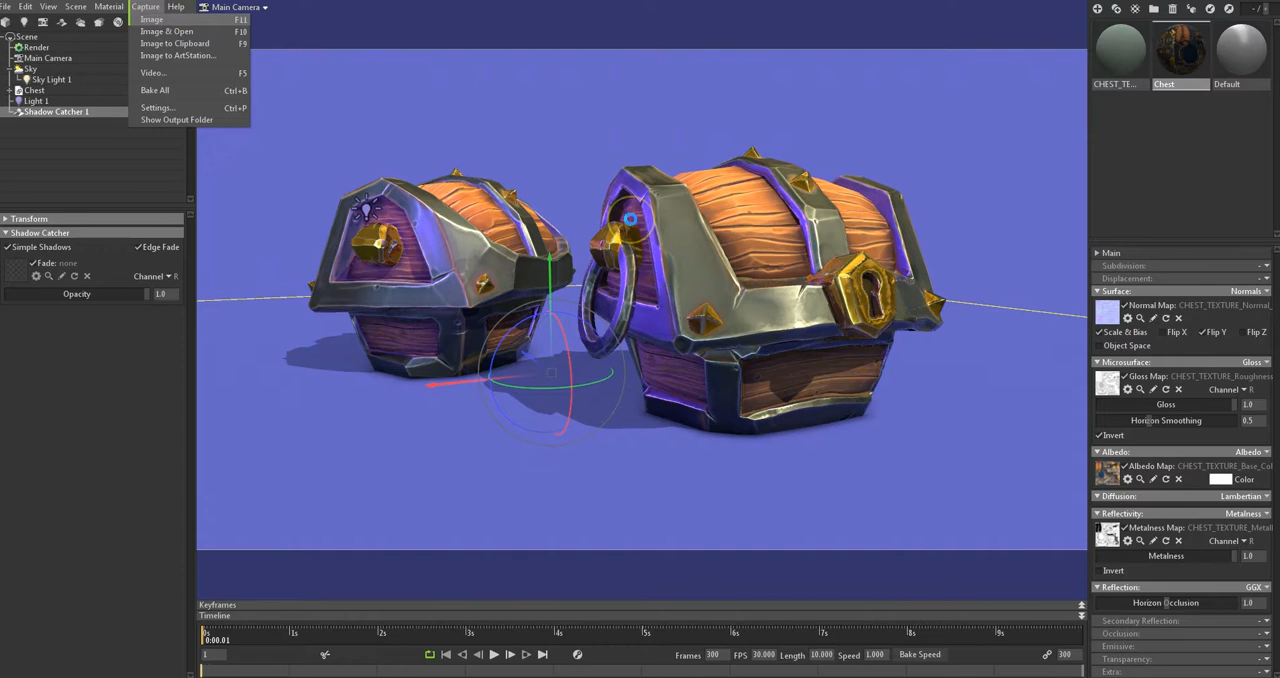 File Edit View Scene Material Capture Help Main Camera
Image F11
Image & Open F10
Image to Clipboard F9
Image to ArtStation...
Video... F5
Bake All Ctrl+B
Settings... Ctrl+P
Show Output Folder
Scene
Render
Main Camera
Sky
Sky Light 1
Chest
Light 1
Shadow Catcher 1
Transform
Shadow Catcher
Simple Shadows Edge Fade
Fade: none
Channel R
Opacity 1.0
- /
CHEST_TE... Chest Default
Main
Subdivision: -
Displacement: -
Surface: Normals
Normal Map: CHEST_TEXTURE_Normal_
Scale & Bias Flip X Flip Y Flip Z
Object Space
Microsurface: Gloss
Gloss Map: CHEST_TEXTURE_Roughness
Channel R
Gloss 1.0
Horizon Smoothing 0.5
Invert
Albedo: Albedo
Albedo Map: CHEST_TEXTURE_Base_Col
Color
Diffusion: Lambertian
Reflectivity: Metalness
Metalness Map: CHEST_TEXTURE_Metall
Channel R
Metalness 1.0
Invert
Reflection: GGX
Horizon Occlusion 1.0
Secondary Reflection: -
Occlusion: -
Emissive: -
Transparency: -
Extra: -
Keyframes
Timeline
0s 1s 2s 3s 4s 5s 6s 7s 8s 9s
0:00.01
1 Frames 300 FPS 30.000 Length 10.000 Speed 1.000 Bake Speed 300